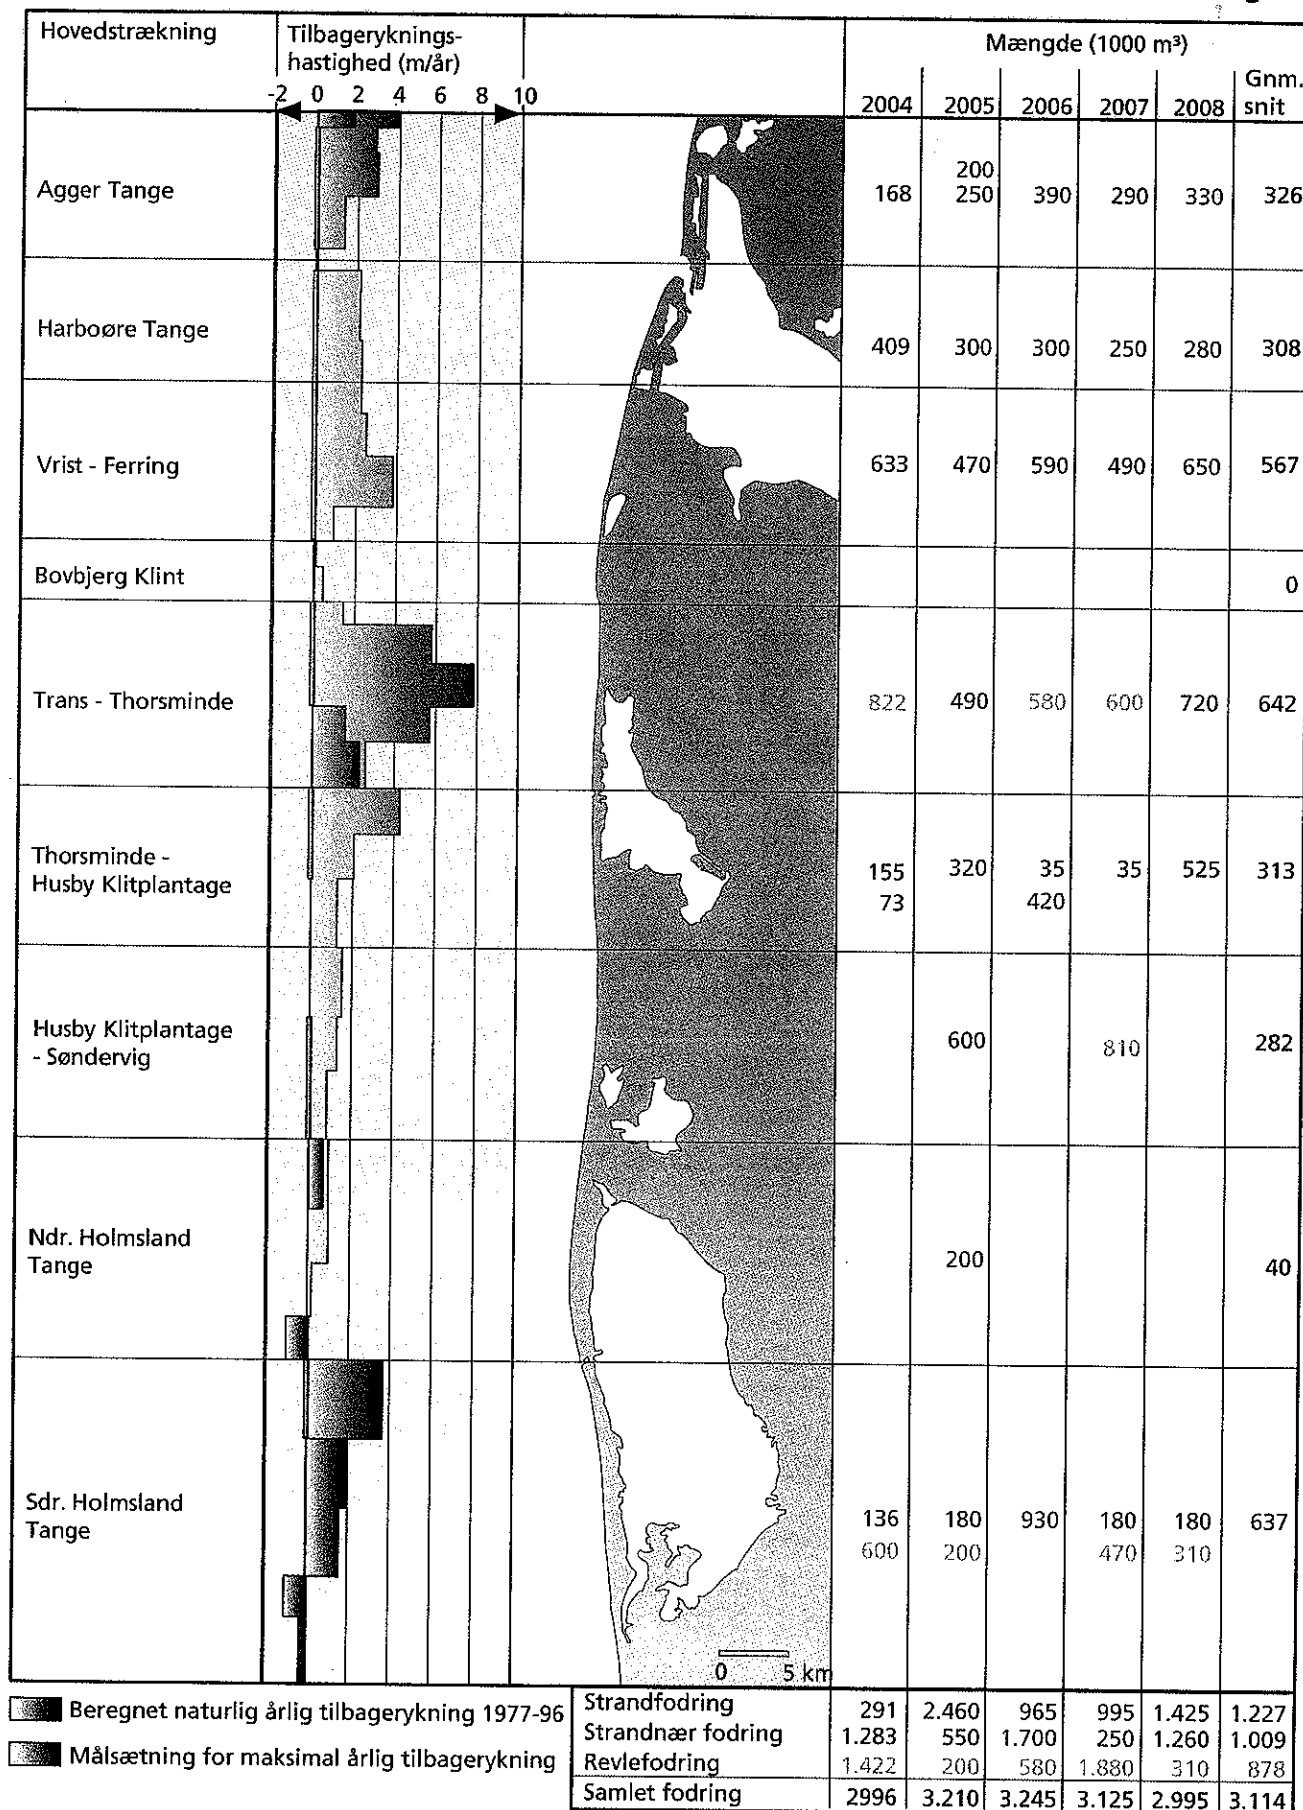 Hovedstrækning Tilbageryknings- Mængde (1000 m³)
hastighed (m/år) Gnm.
-2 0 2 4 6 8 10 2004 2005 2006 2007 2008 snit
200
Agger Tange 168 250 390 290 330 326
Harboøre Tange 409 300 300 250 280 308
Vrist - Ferring 633 470 590 490 650 567
Bovbjerg Klint 0
Trans - Thorsminde 822 490 580 600 720 642
Thorsminde - 155 320 35 35 525 313
Husby Klitplantage 73 420
Husby Klitplantage 600 810 282
- Søndervig
Ndr. Holmsland 200 40
Tange
Sdr. Holmsland 136 180 930 180 180 637
Tange 600 200 470 310
0 5 km
Beregnet naturlig årlig tilbagerykning 1977-96
Målsætning for maksimal årlig tilbagerykning
Strandfodring 291 2.460 965 995 1.425 1.227
Strandnær fodring 1.283 550 1.700 250 1.260 1.009
Revlefodring 1.422 200 580 1.880 310 878
Samlet fodring 2996 3.210 3.245 3.125 2.995 3.114